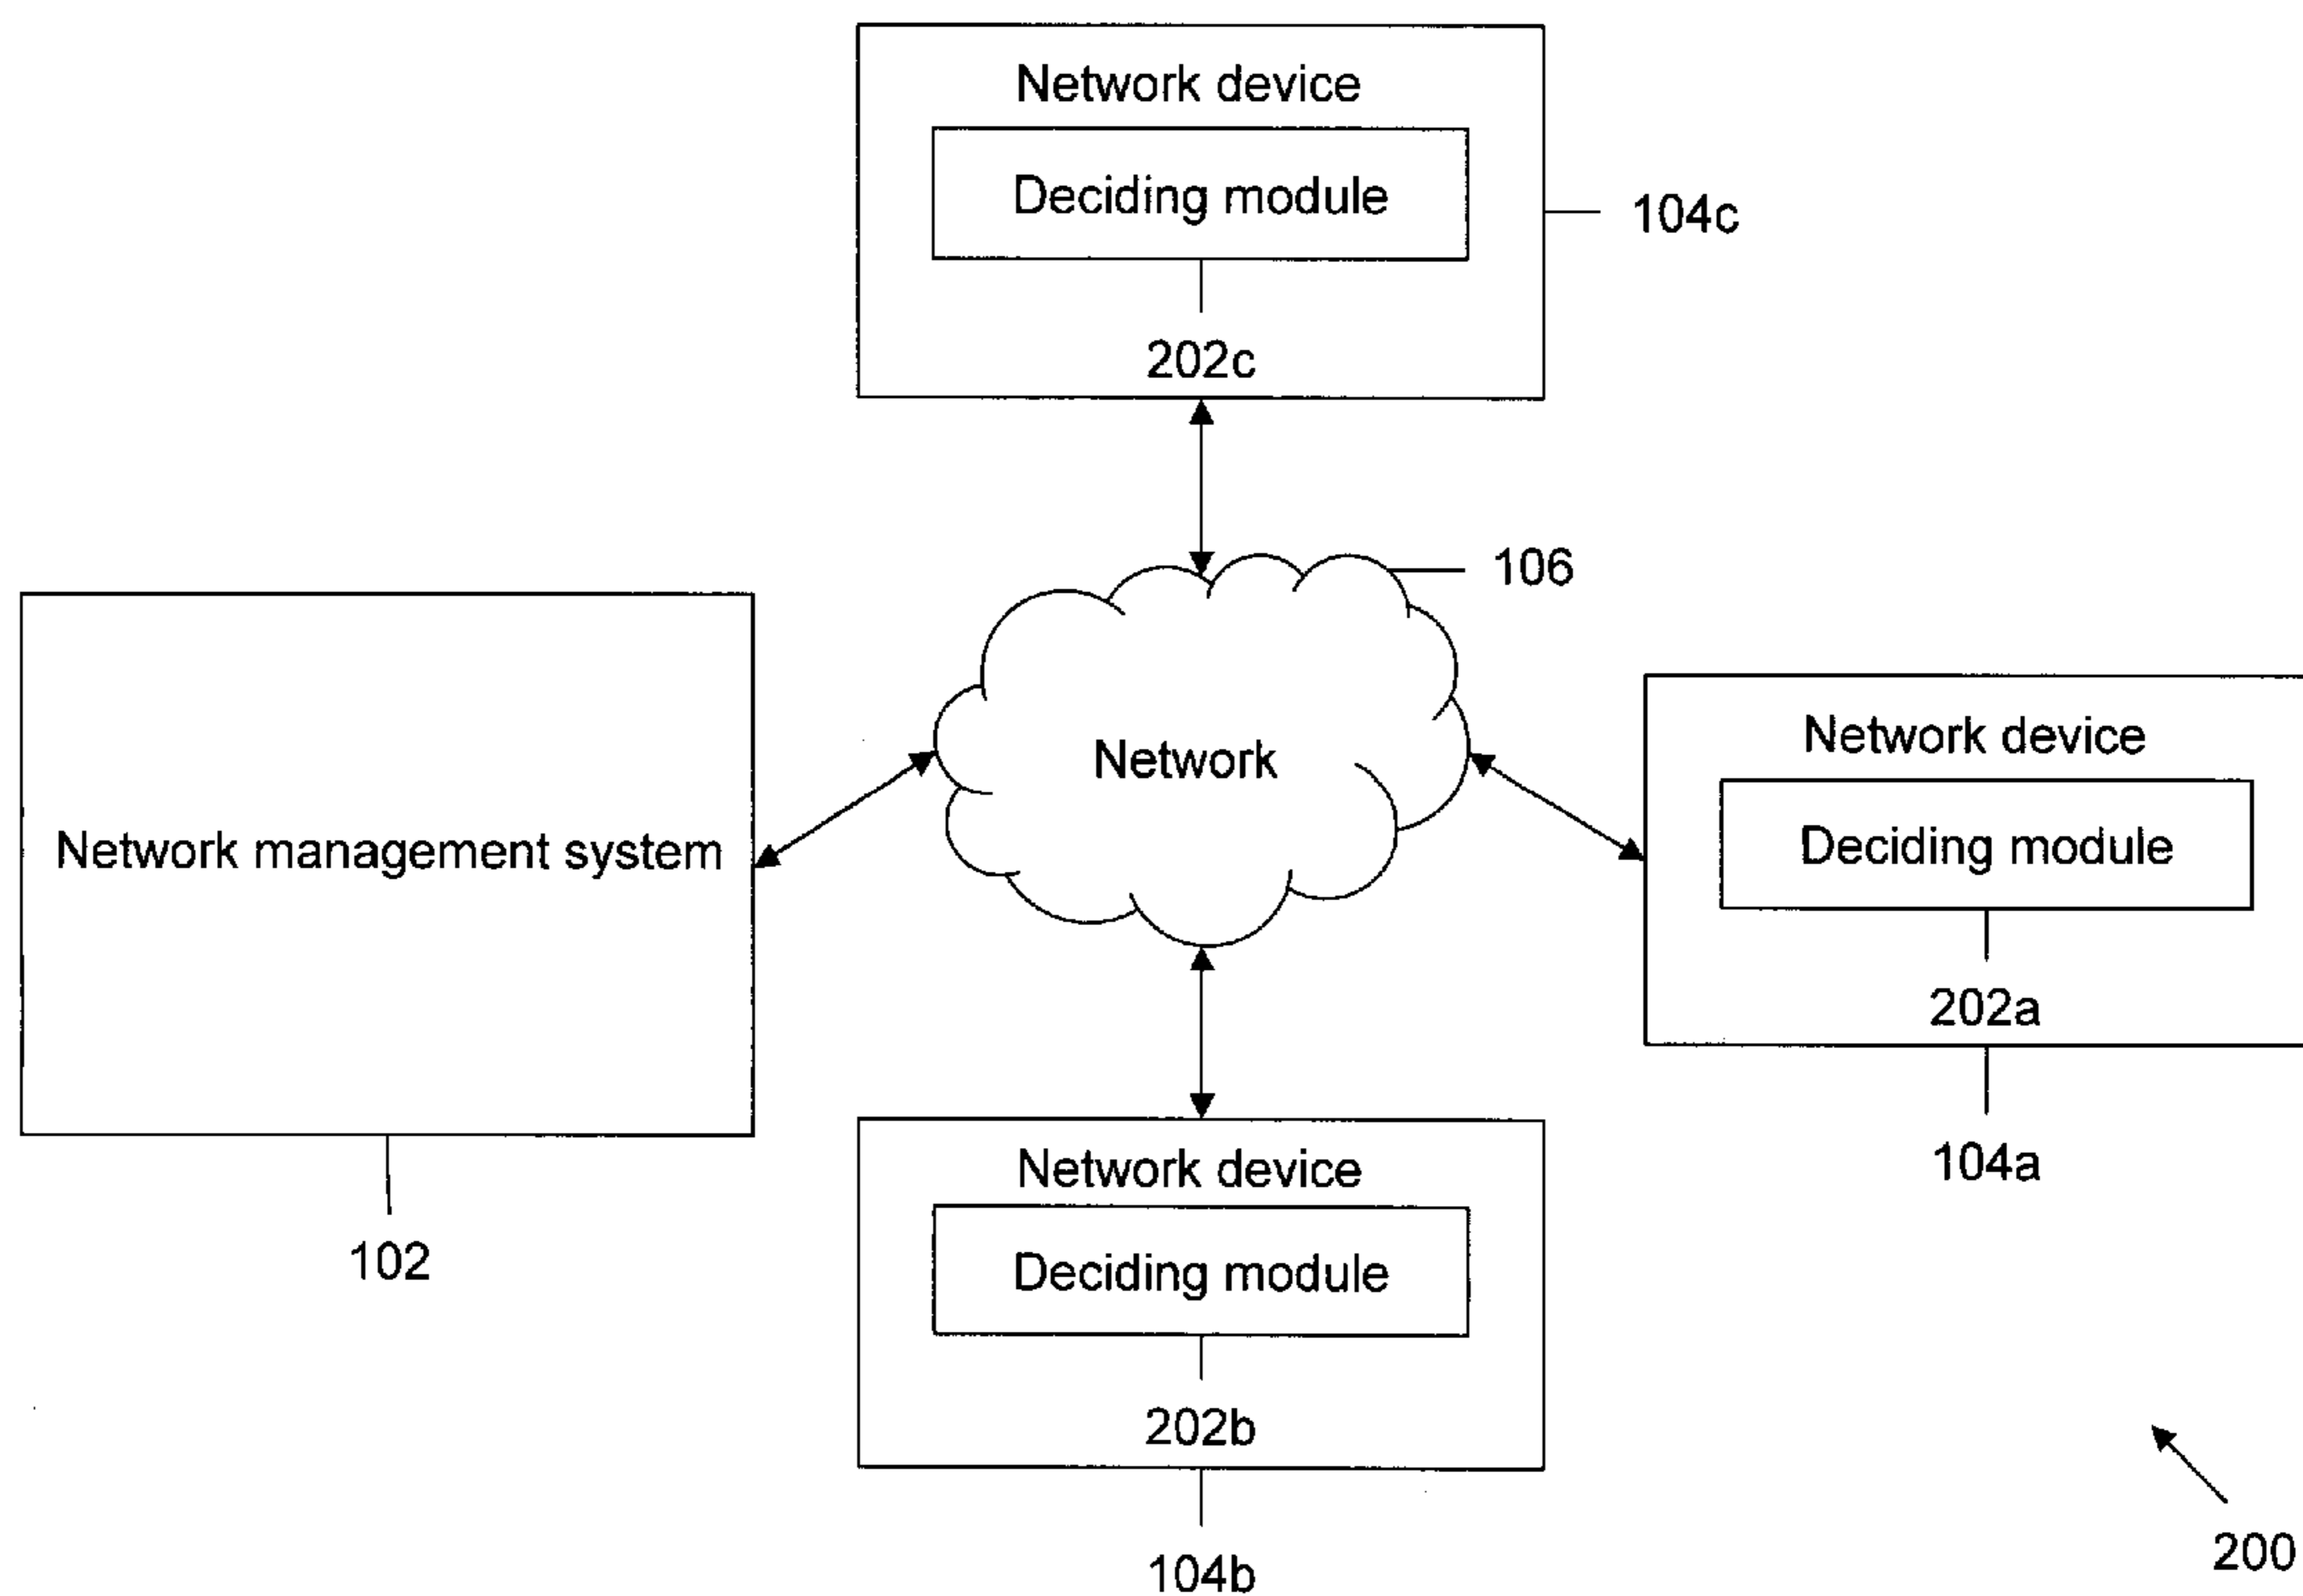 Network device
Deciding module
104c
202c
106
Network
Network management system
Network device
Deciding module
202a
104a
102
Network device
Deciding module
202b
104b
200